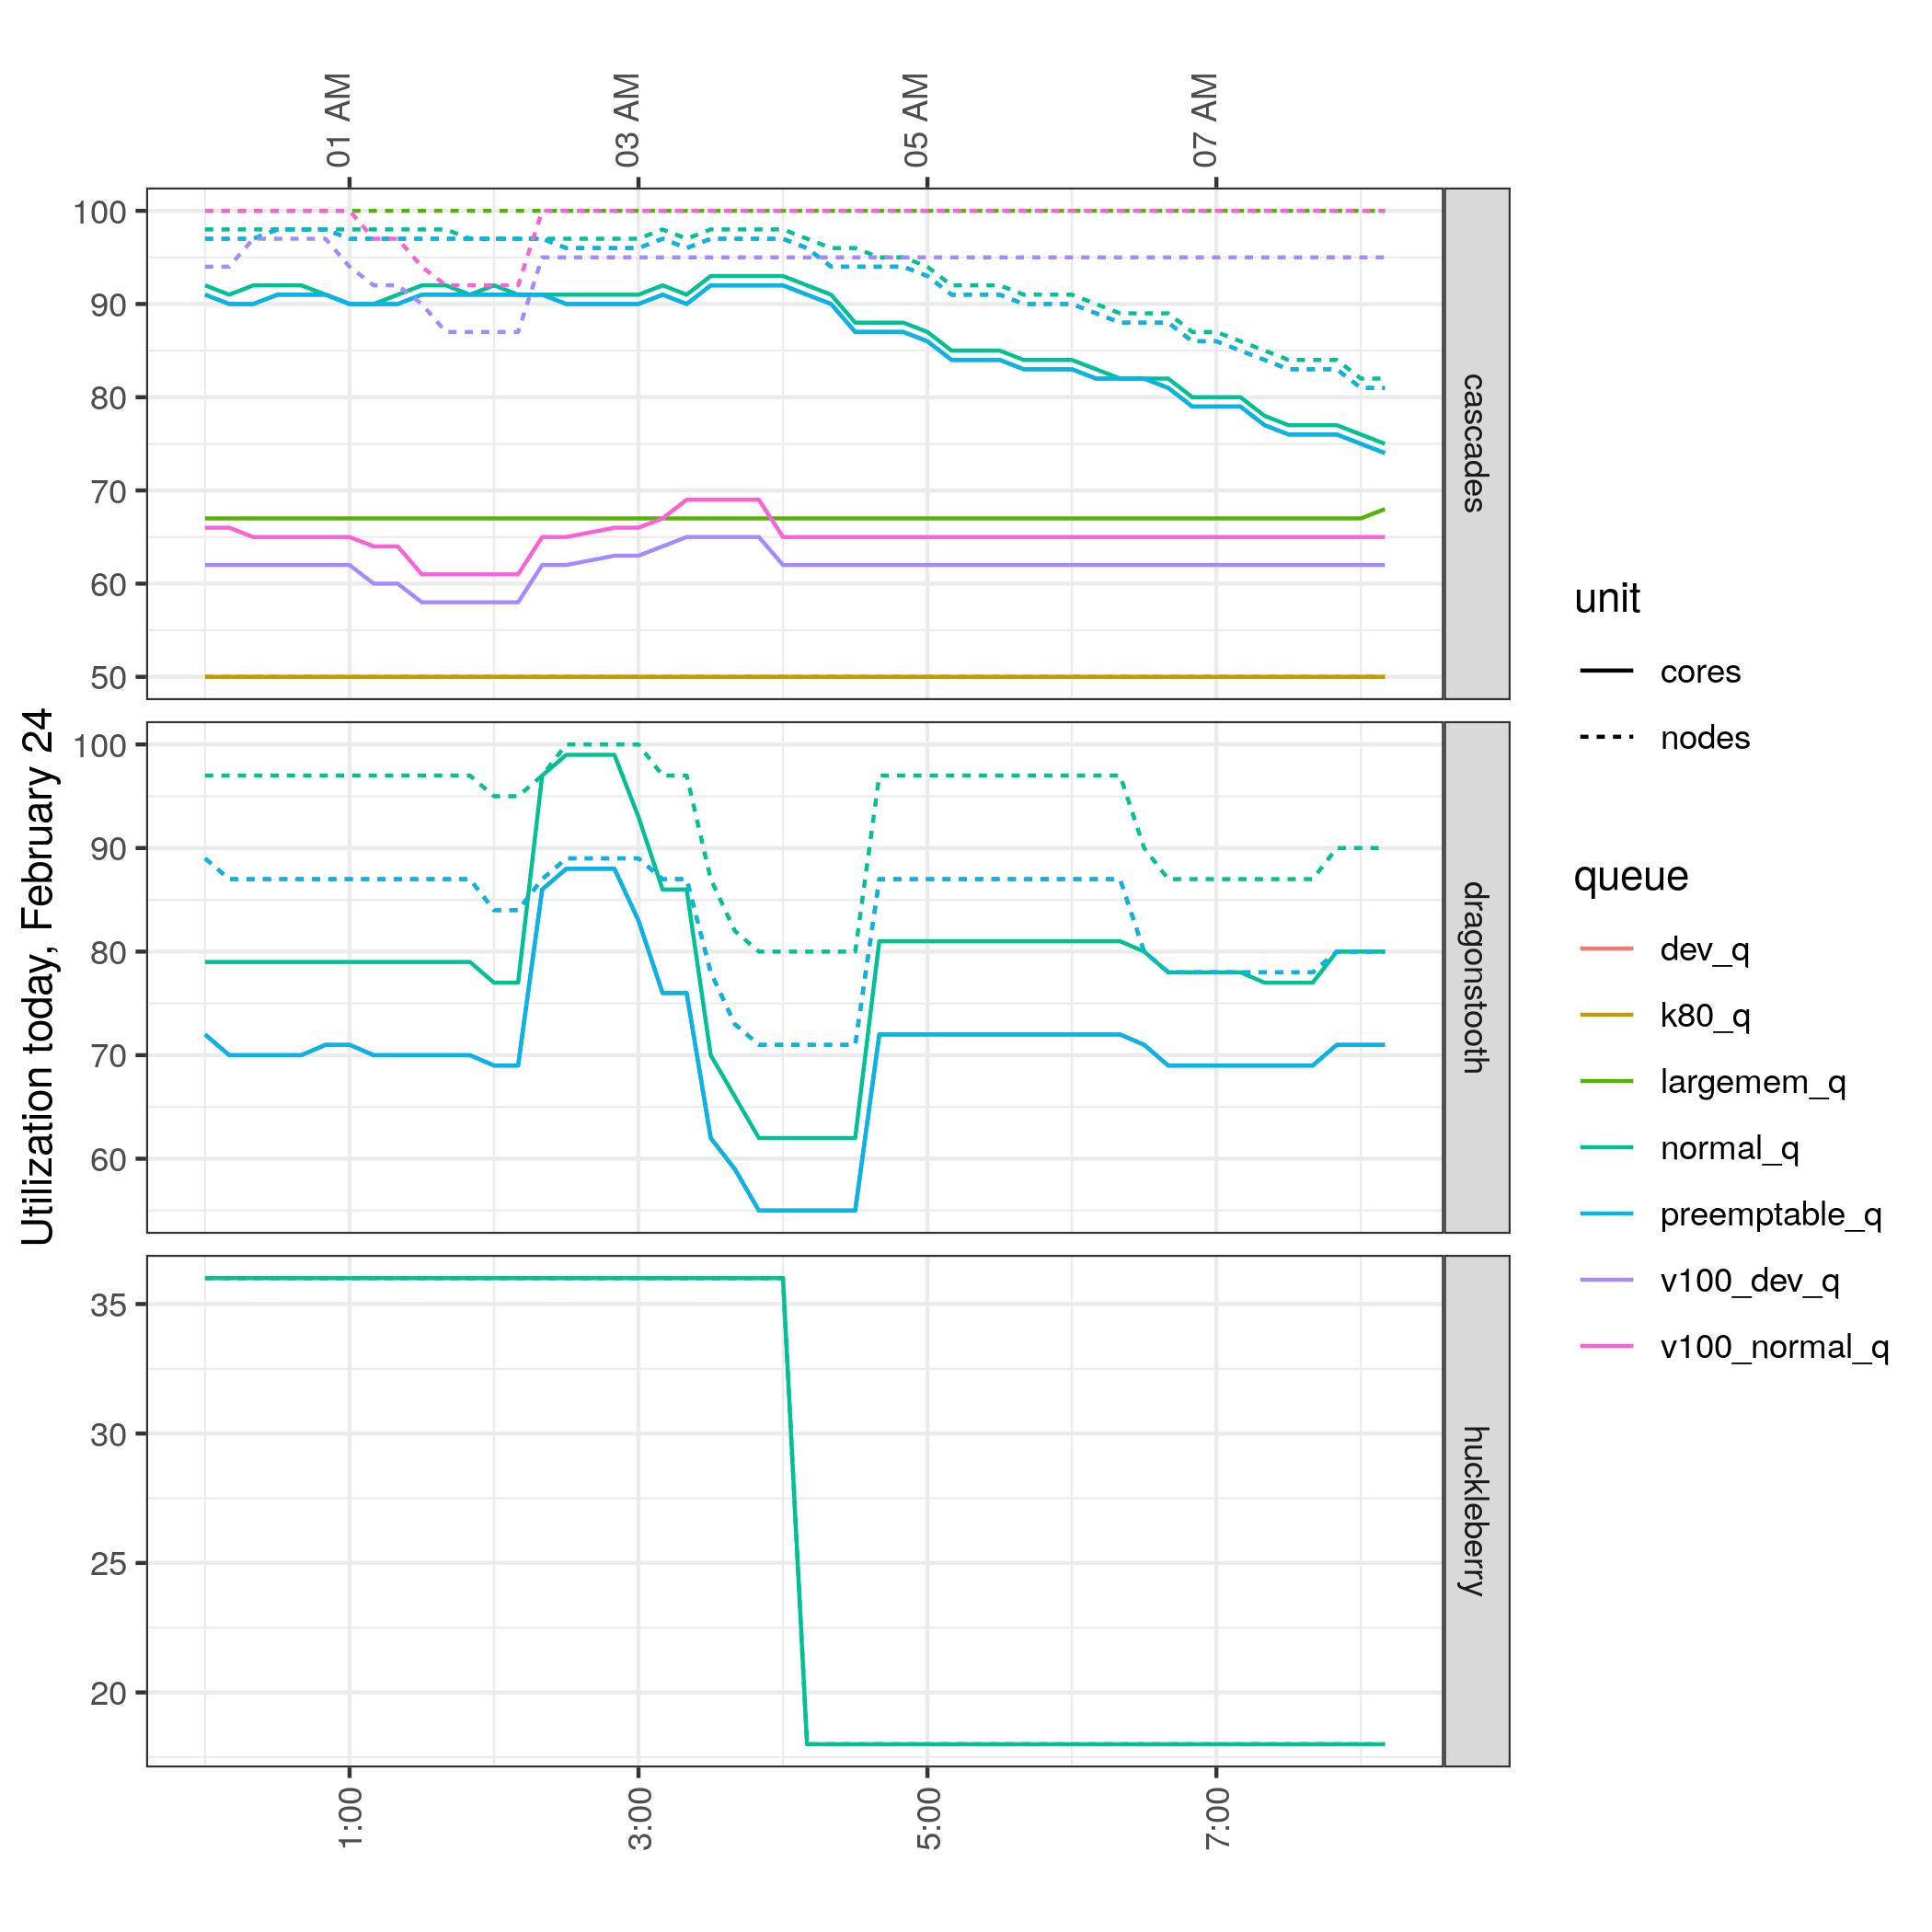 01 AM
03 AM
05 AM
07 AM
100
90
80
70
60
50
cascades
100
90
80
70
60
dragonstooth
35
30
25
20
huckleberry
1:00
3:00
5:00
7:00
Utilization today, February 24
unit
cores
nodes
queue
dev_q
k80_q
largemem_q
normal_q
preemptable_q
v100_dev_q
v100_normal_q